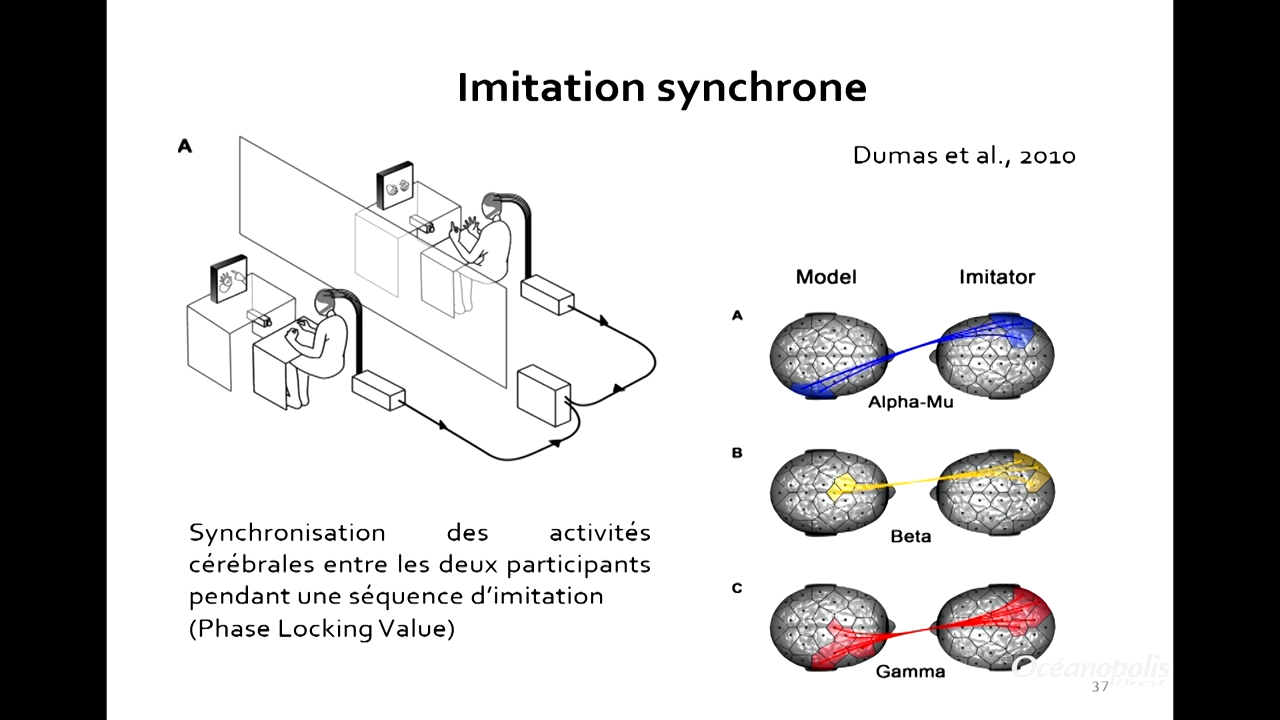 Imitation synchrone
A
Dumas et al., 2010
Model
Imitator
A
Alpha-Mu
B
Beta
C
Gamma
Synchronisation des activités
cérébrales entre les deux participants
pendant une séquence d'imitation
(Phase Locking Value)
Océanopolis
Brest
37